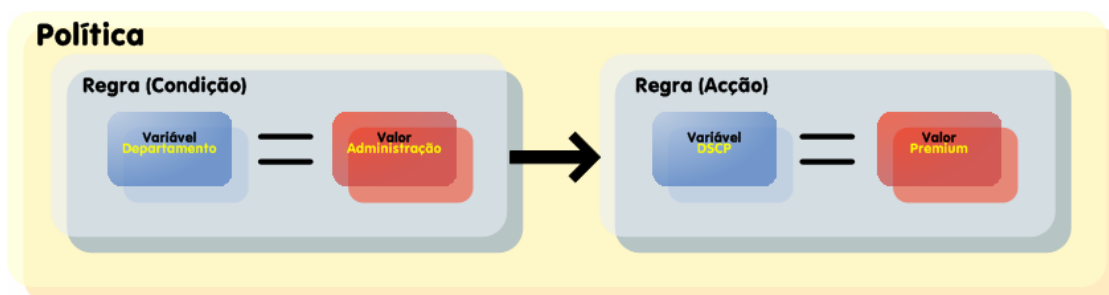 Política
Regra (Condição)
Variável
Departamento
Valor
Administração
Regra (Acção)
Variável
DSCP
Valor
Premium